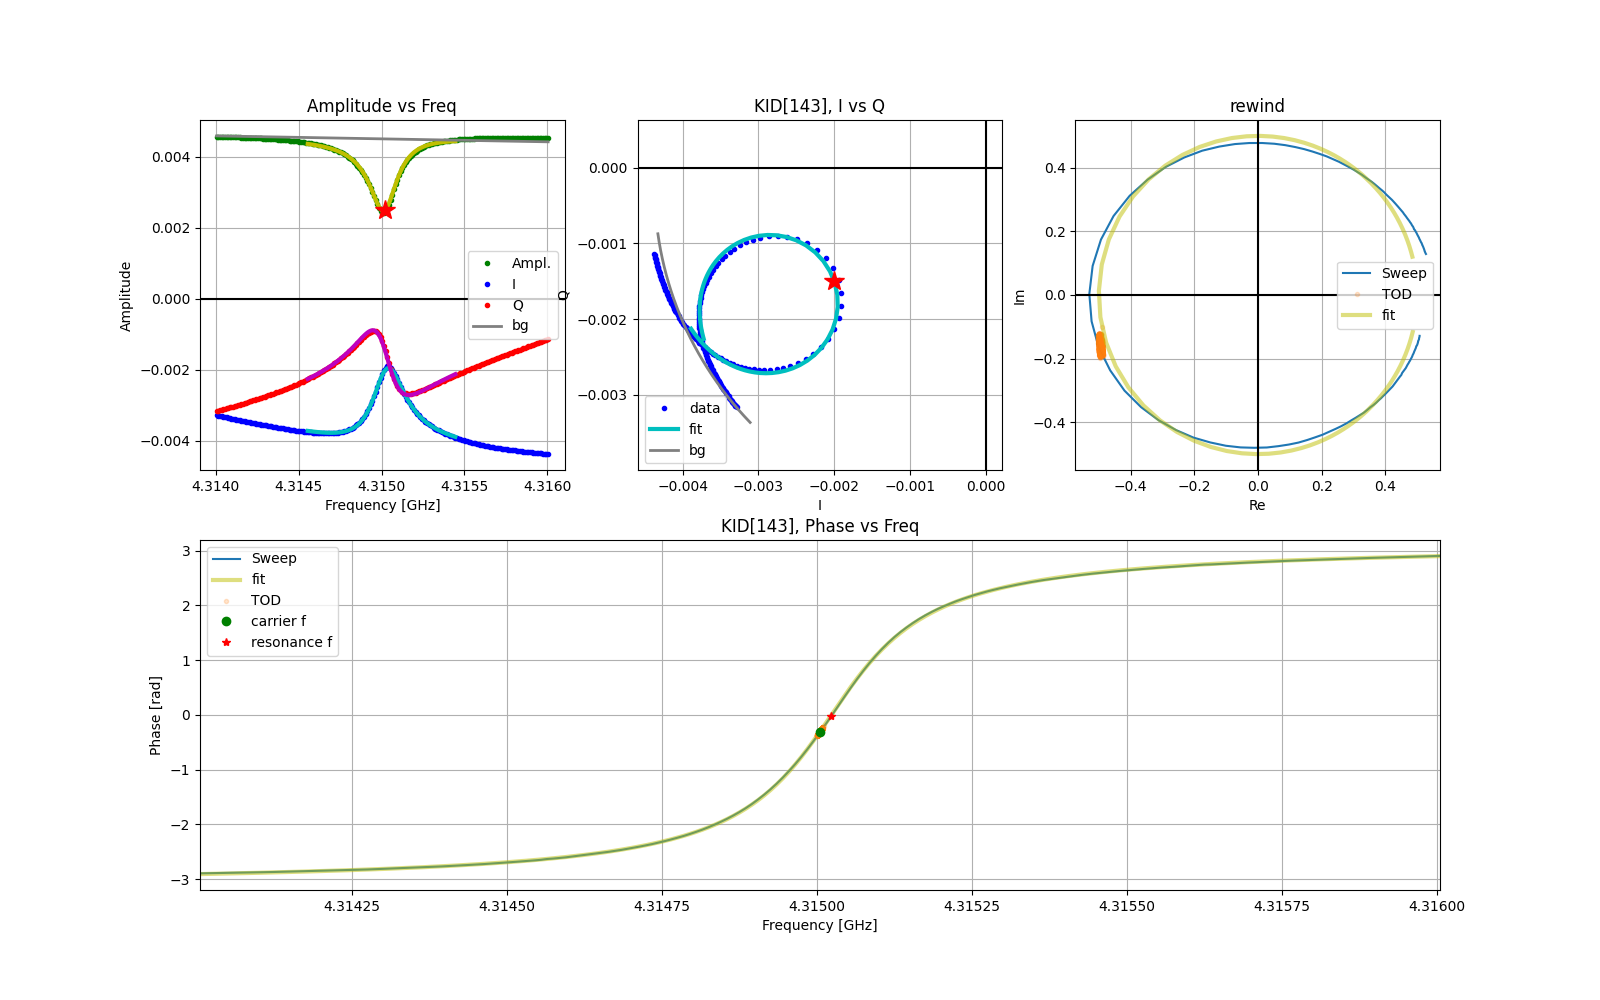 Amplitude vs Freq
Amplitude
0.004
0.002
0.000
−0.002
−0.004
4.3140
4.3145
4.3150
4.3155
4.3160
Frequency [GHz]
Ampl.
I
Q
bg
KID[143], I vs Q
Q
0.000
−0.001
−0.002
−0.003
−0.004
−0.003
−0.002
−0.001
0.000
I
data
fit
bg
rewind
Im
0.4
0.2
0.0
−0.2
−0.4
−0.4
−0.2
0.0
0.2
0.4
Re
Sweep
TOD
fit
KID[143], Phase vs Freq
Phase [rad]
3
2
1
0
−1
−2
−3
4.31425
4.31450
4.31475
4.31500
4.31525
4.31550
4.31575
4.31600
Frequency [GHz]
Sweep
fit
TOD
carrier f
resonance f